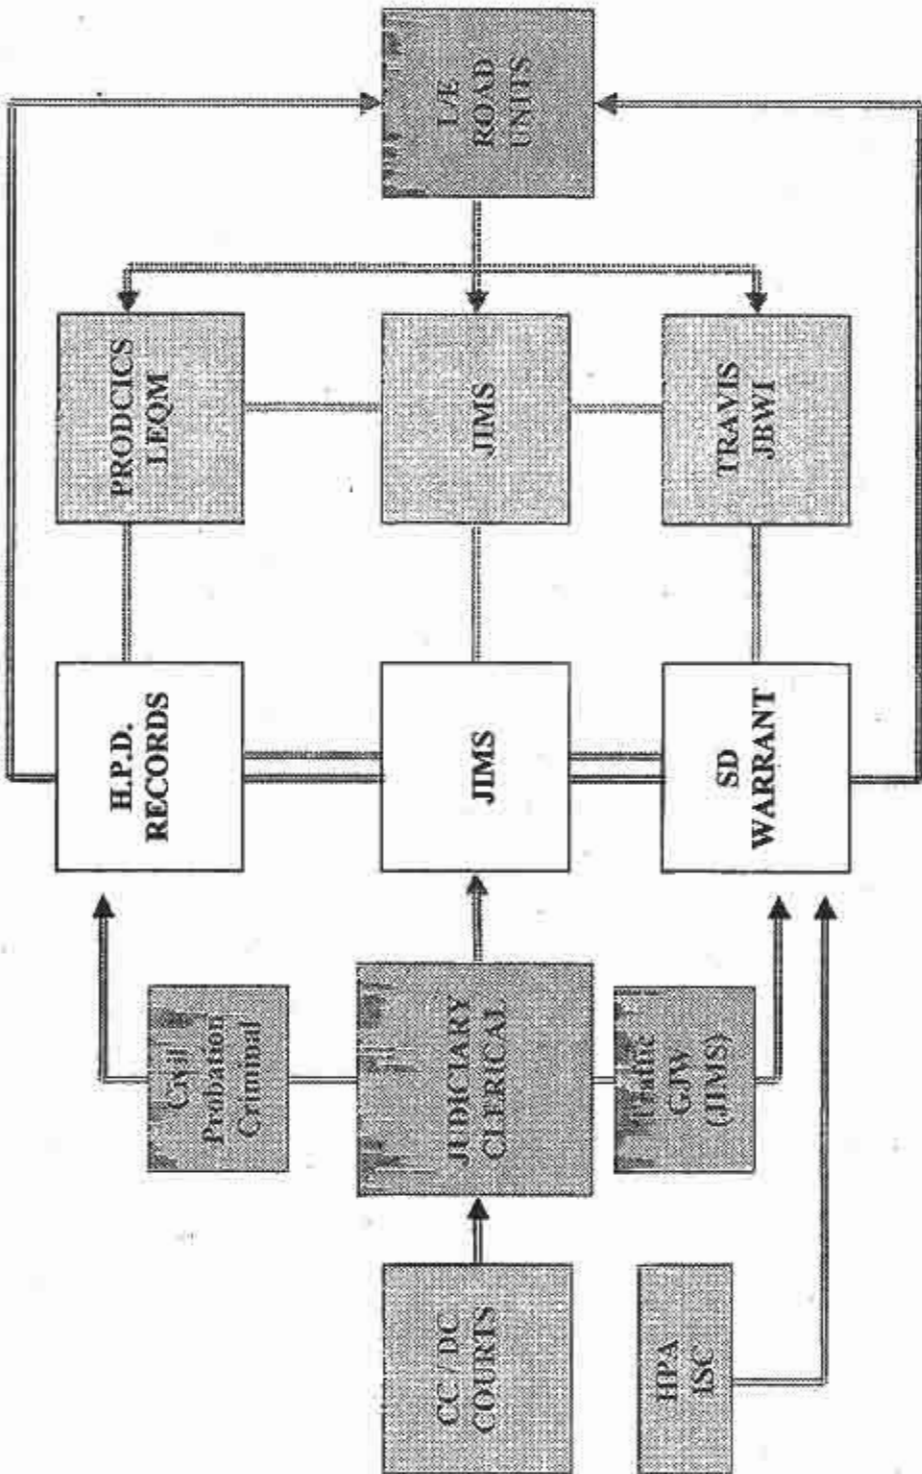 CC / DC
COURTS
HPA
ISC
Civil
Probation
Criminal
JUDICIARY
CLERICAL
Traffic
GJW
(JIMS)
H.P.D.
RECORDS
JIMS
SD
WARRANT
PRODCICS
LEQM
JIMS
TRAVIS
JBWI
L/E
ROAD
UNITS